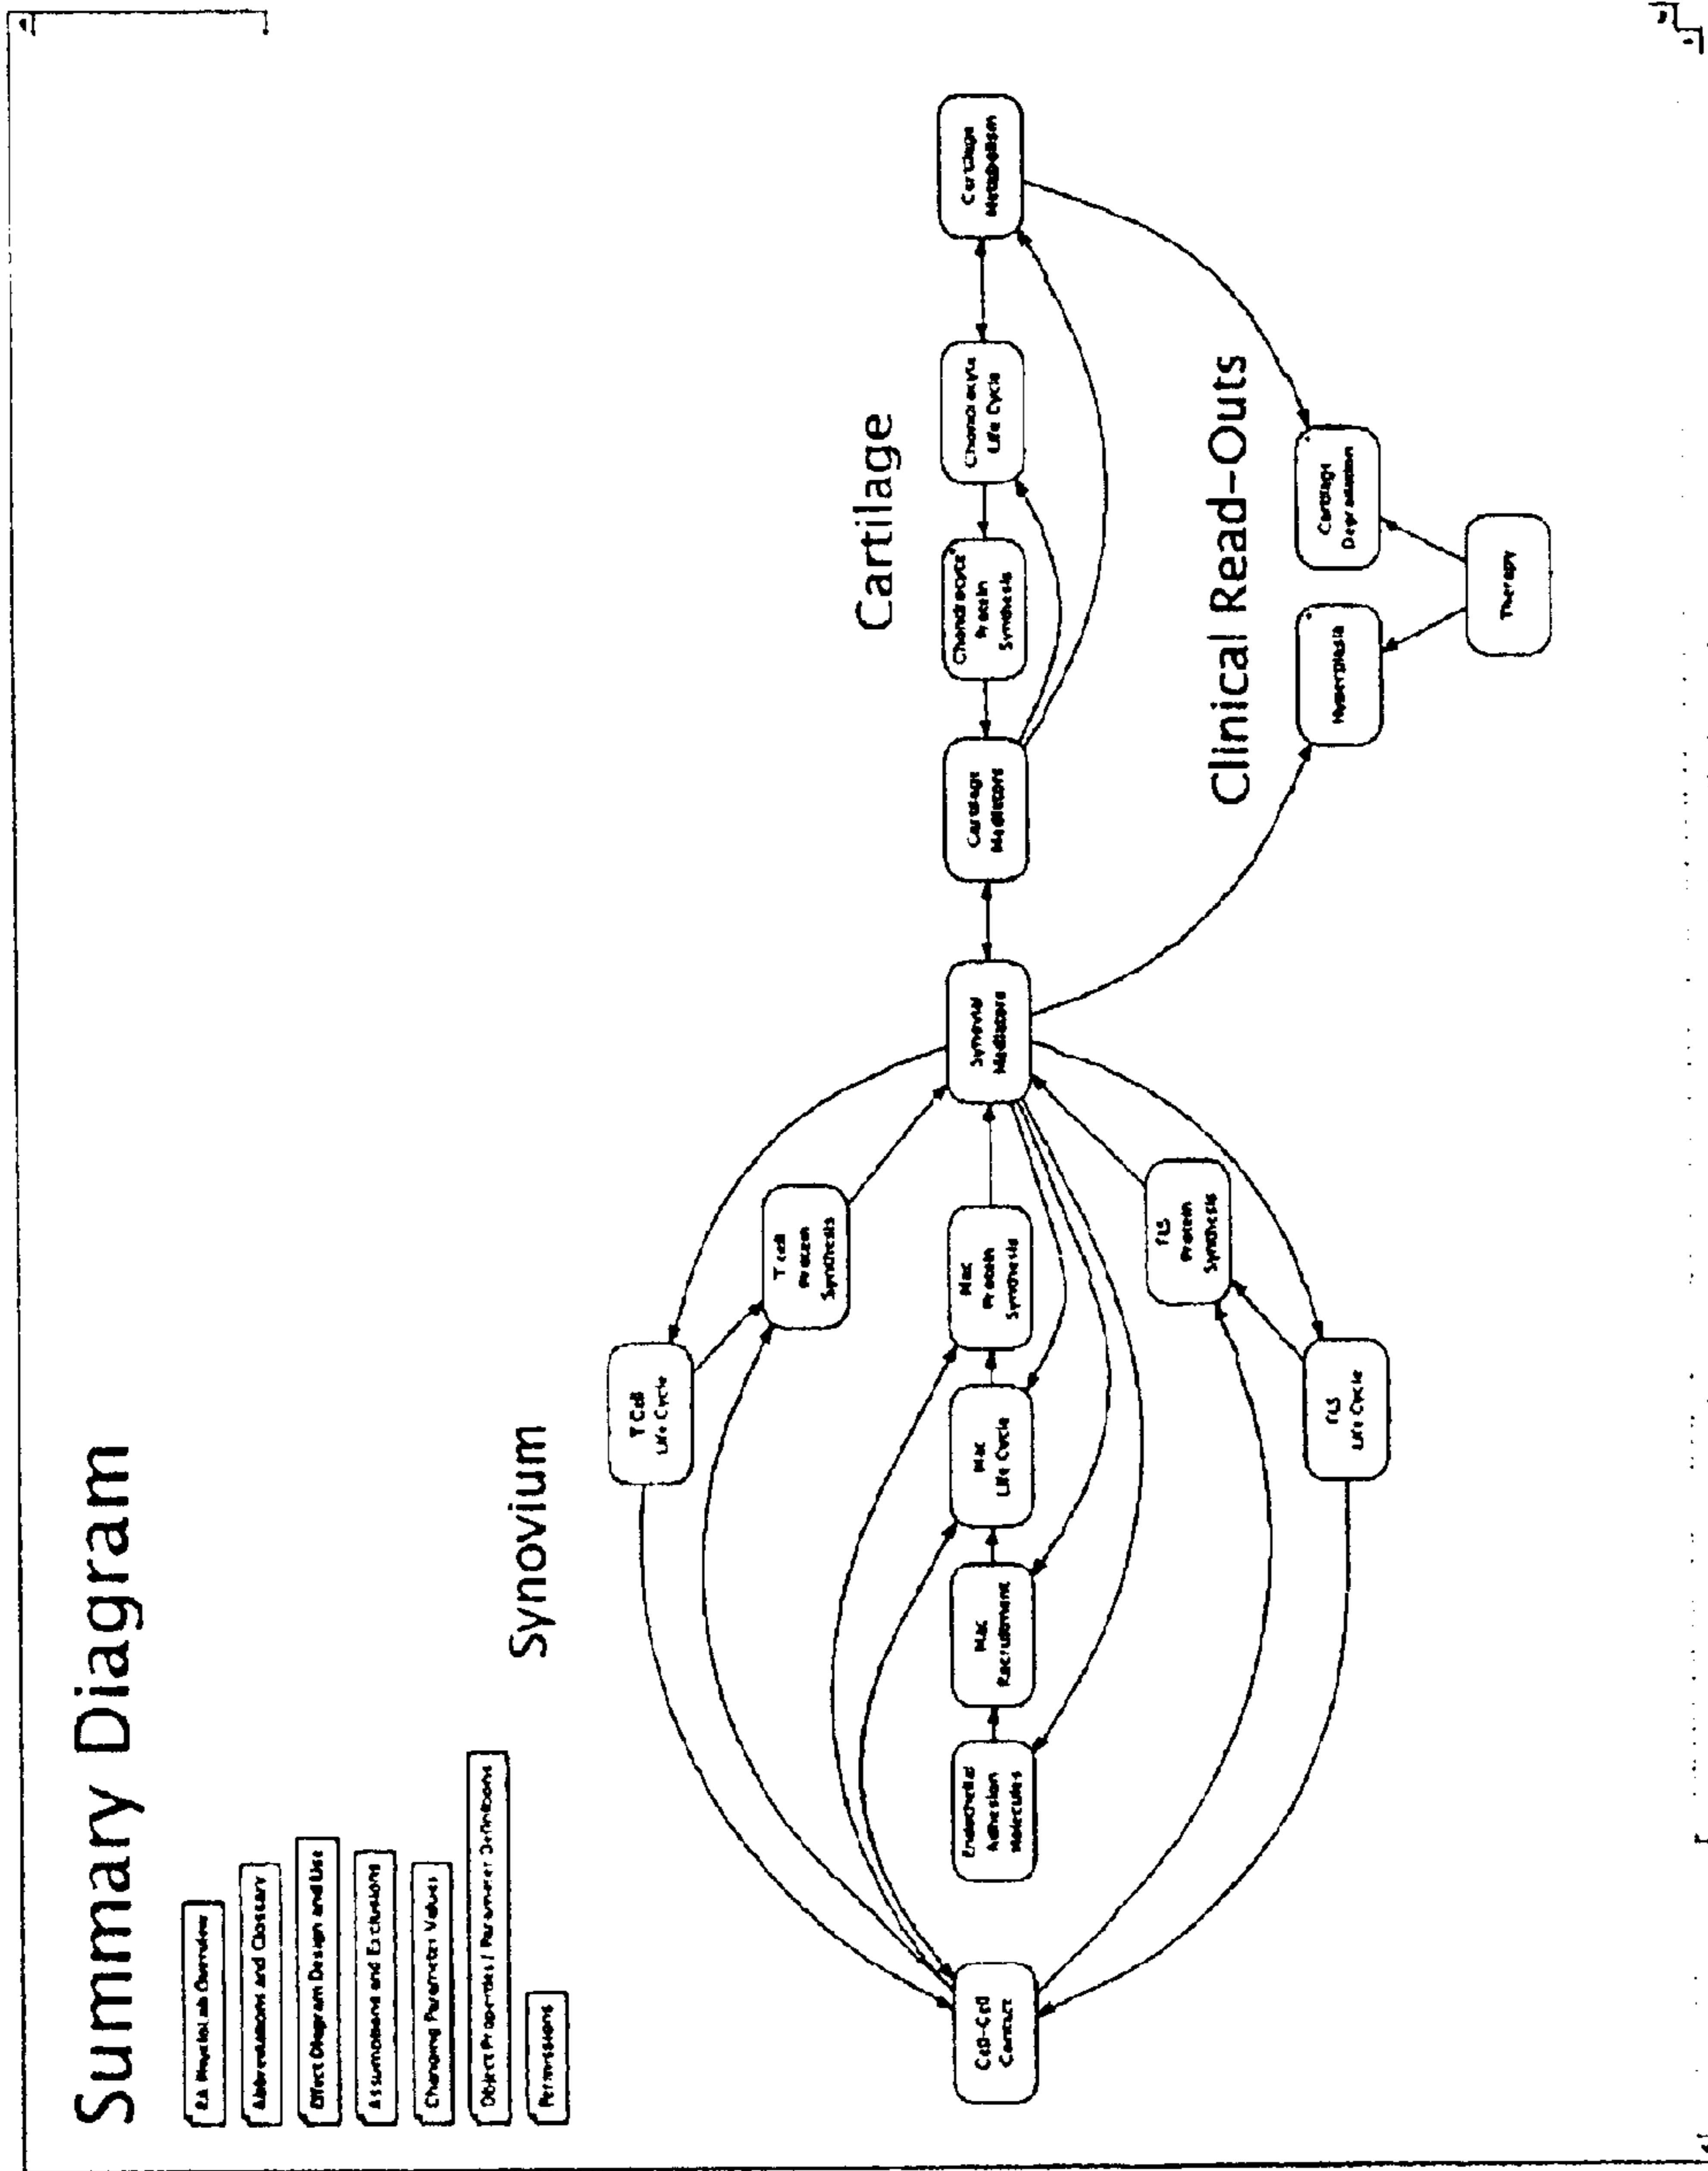 Summary Diagram
RA PhysioLab Overview
Abbreviations and Glossary
Effect Diagram Design and Use
Assumptions and Exclusions
Changing Parameter Values
Object Properties / Parameter Definitions
Permissions
Synovium
T Cell
Life Cycle
T cell
Protein
Synthesis
Cell-Cell
Contact
Endothelial
Adhesion
Molecules
Mac
Recruitment
Mac
Life Cycle
Mac
Protein
Synthesis
Synovial
Mediators
FLS
Protein
Synthesis
FLS
Life Cycle
Cartilage
Cartilage
Mediators
Chondrocyte
Protein
Synthesis
Chondrocyte
Life Cycle
Cartilage
Metabolism
Clinical Read-Outs
Hyperplasia
Cartilage
Degradation
Therapy